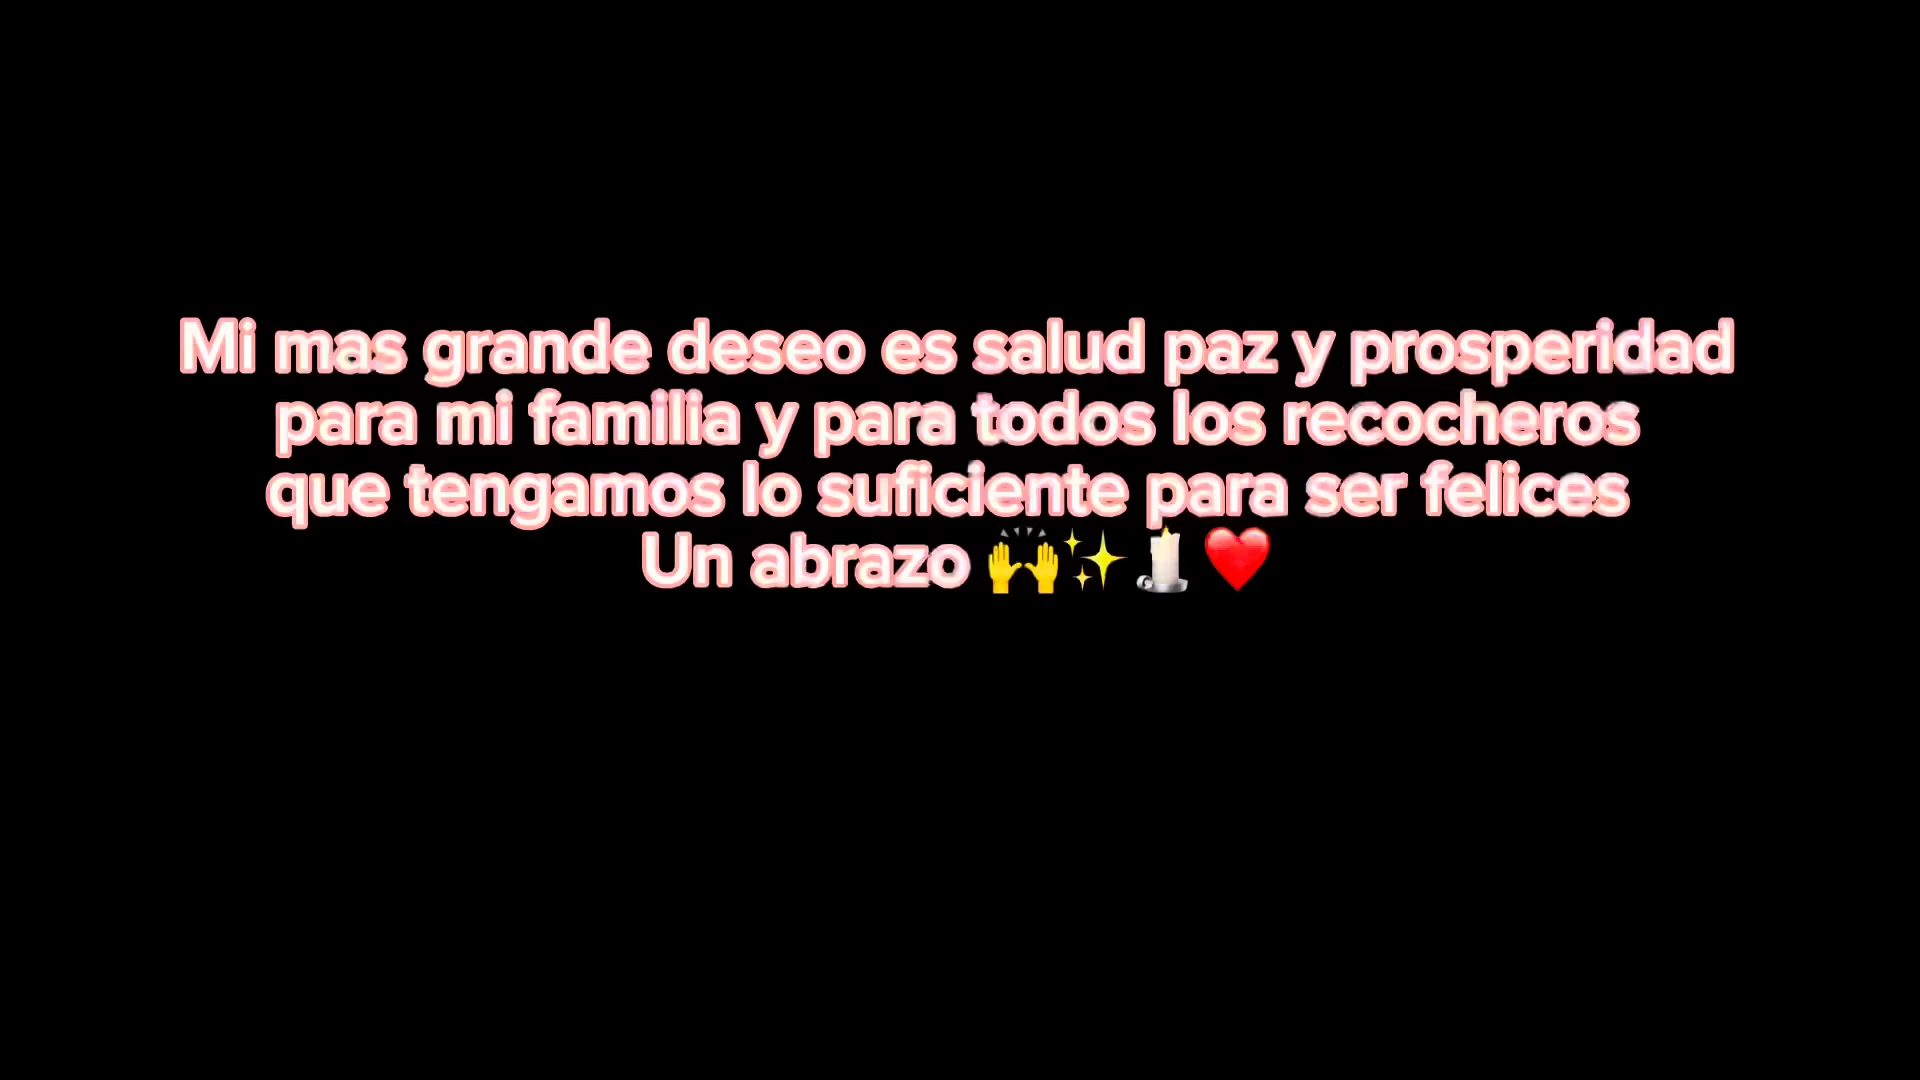 Mi mas grande deseo es salud paz y prosperidad
para mi familia y para todos los recocheros
que tengamos lo suficiente para ser felices
Un abrazo 🙌✨🕯️❤️